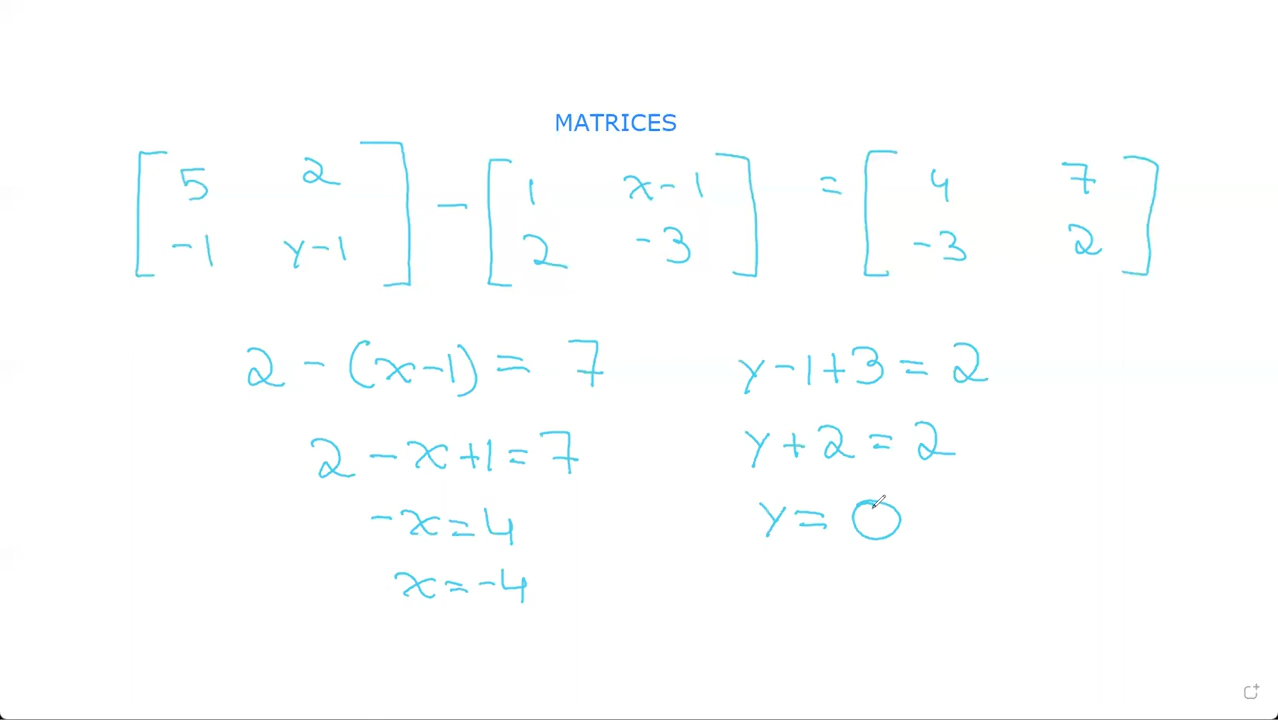 MATRICES
5 2 - 1 x-1 = 4 7
-1 y-1 2 -3 -3 2
2 - (x-1) = 7
2 - x+1 = 7
-x = 4
x = -4
y-1+3 = 2
y+2 = 2
y = 0